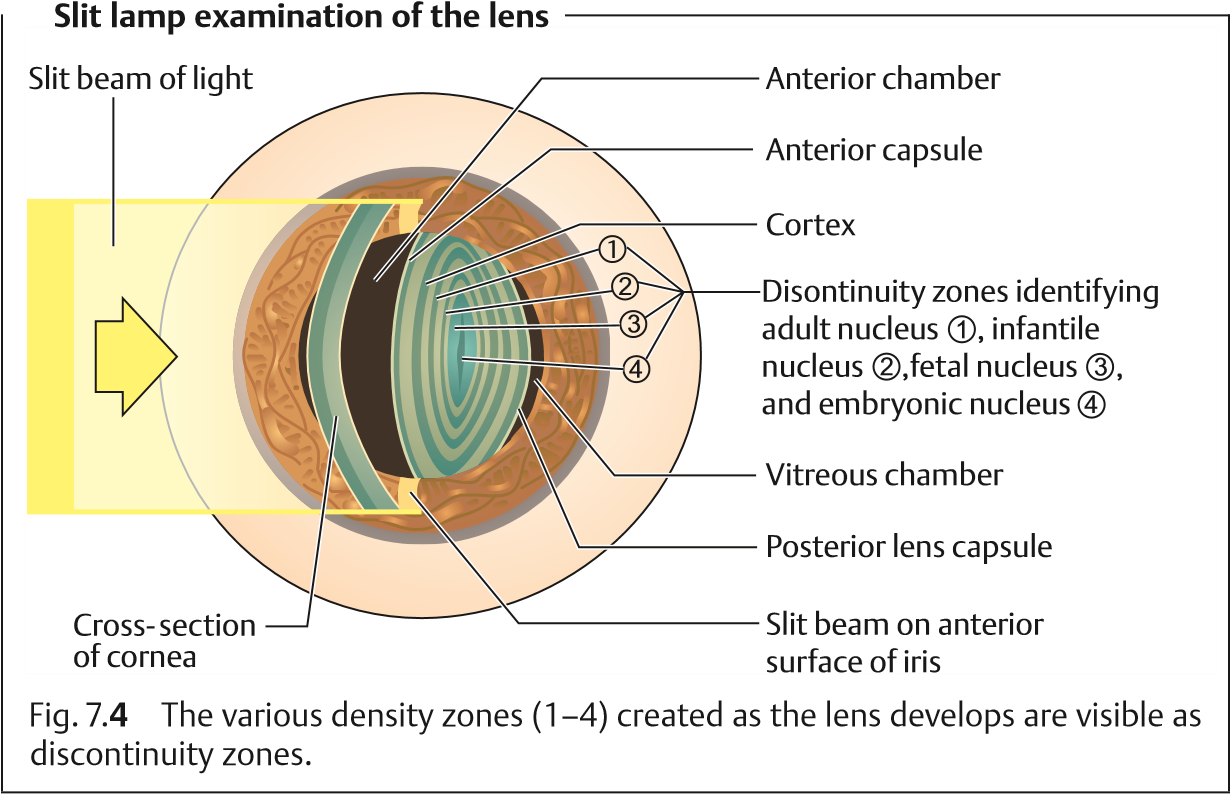 Slit lamp examination of the lens
Slit beam of light
Anterior chamber
Anterior capsule
Cortex
①
②
③
④
Disontinuity zones identifying
adult nucleus ①, infantile
nucleus ②,fetal nucleus ③,
and embryonic nucleus ④
Vitreous chamber
Posterior lens capsule
Slit beam on anterior
surface of iris
Cross-section
of cornea
Fig. 7.4 The various density zones (1–4) created as the lens develops are visible as
discontinuity zones.